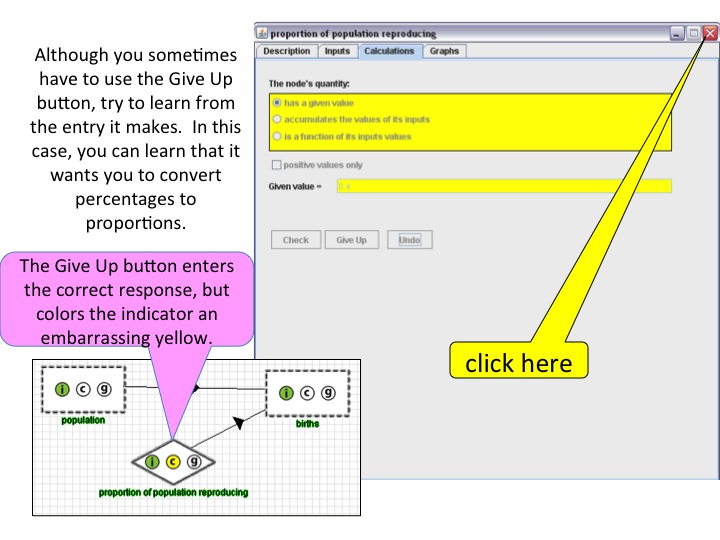 Although you sometimes
have to use the Give Up
button, try to learn from
the entry it makes.  In this
case, you can learn that it
wants you to convert
percentages to
proportions.
The Give Up button enters
the correct response, but
colors the indicator an
embarrassing yellow.
proportion of population reproducing
Description Inputs Calculations Graphs
The node's quantity:
has a given value
accumulates the values of its inputs
is a function of its inputs values
positive values only
Given value = 0.4
Check Give Up Undo
click here
i c g
population
i c g
births
i c g
proportion of population reproducing